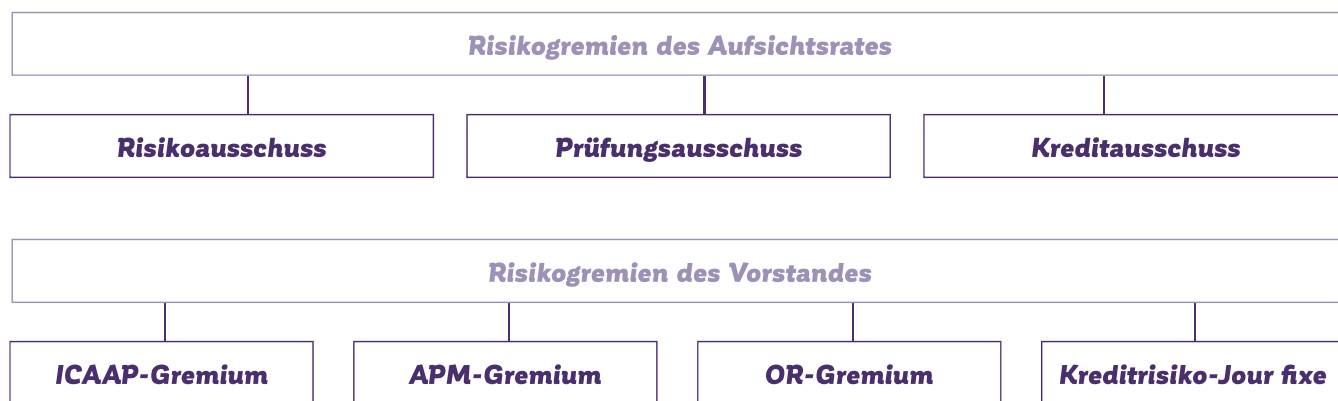 Risikogremien des Aufsichtsrates
Risikoausschuss
Prüfungsausschuss
Kreditausschuss
Risikogremien des Vorstandes
ICAAP-Gremium
APM-Gremium
OR-Gremium
Kreditrisiko-Jour fixe